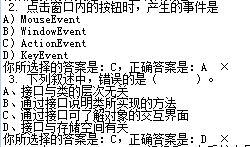 2. 点击窗口内的按钮时，产生的事件是
A) MouseEvent
B) WindowEvent
C) ActionEvent
D) KeyEvent
你所选择的答案是：C，正确答案是：A ×
3. 下列叙述中，错误的是（ ）。
A、接口与类的层次无关
B、通过接口说明类所实现的方法
C、通过接口可了解对象的交互界面
D、接口与存储空间有关
你所选择的答案是：C，正确答案是：D ×